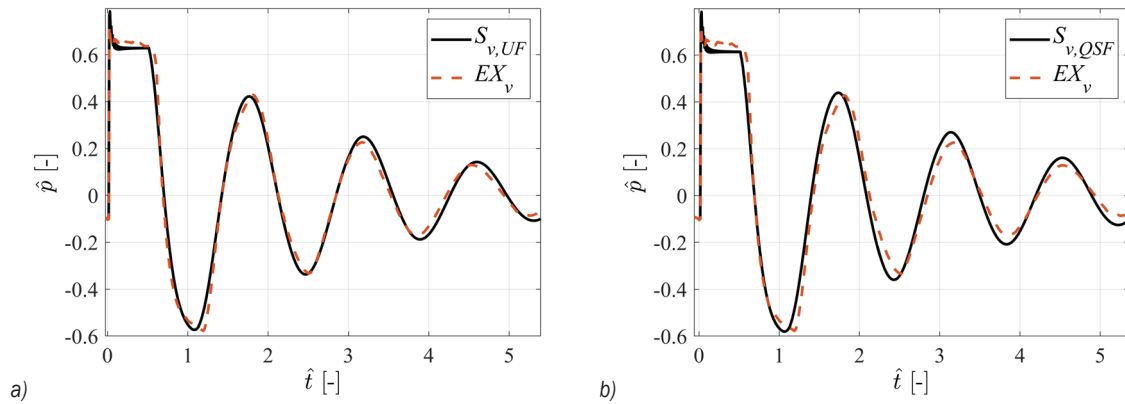 0.6
0.4
0.2
0
-0.2
-0.4
-0.6
p̂ [-]
0 1 2 3 4 5
t̂ [-]
S_{v,UF}
EX_v
a)
0.6
0.4
0.2
0
-0.2
0.4
-0.6
p̂ [-]
0 1 2 3 4 5
t̂ [-]
S_{v,QSF}
EX_v
b)